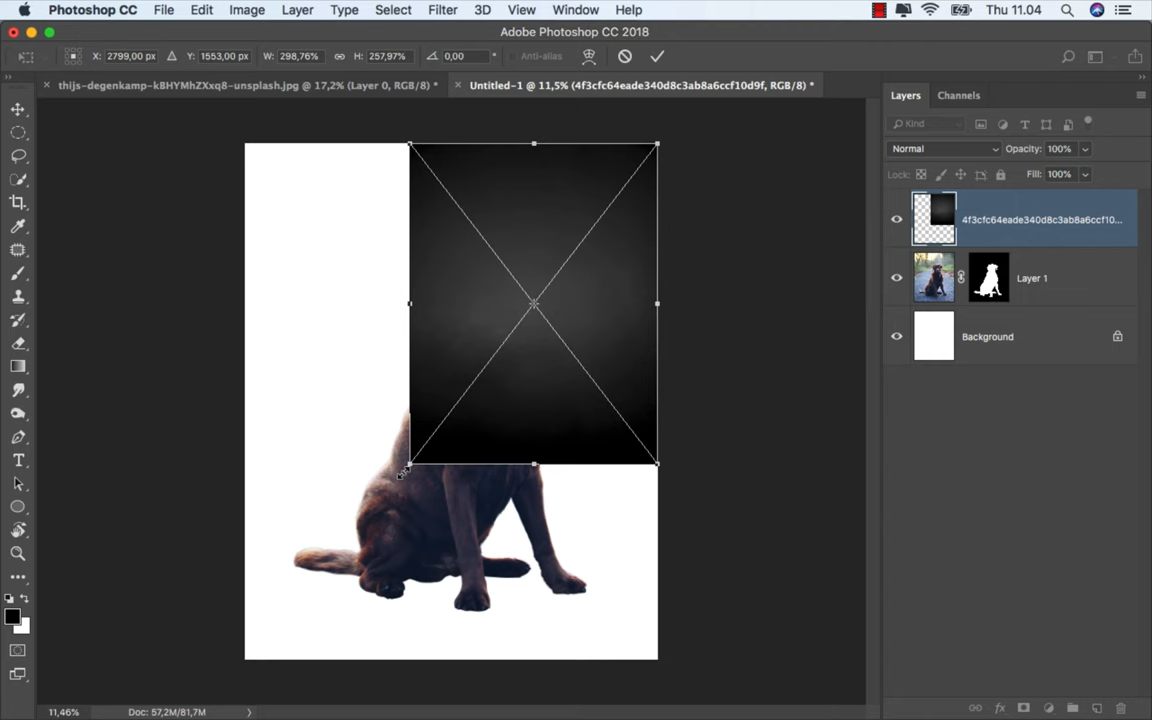 Photoshop CC File Edit Image Layer Type Select Filter 3D View Window Help Thu 11.04
Adobe Photoshop CC 2018
X: 2799,00 px Y: 1553,00 px W: 298,76% H: 257,97% 0,00 ° Anti-alias
× thijs-degenkamp-kBHYMhZXxq8-unsplash.jpg @ 17,2% (Layer 0, RGB/8) * × Untitled-1 @ 11,5% (4f3cfc64eade340d8c3ab8a6ccf10d9f, RGB/8) *
Layers Channels
Kind
Normal Opacity: 100%
Lock: Fill: 100%
4f3cfc64eade340d8c3ab8a6ccf10...
Layer 1
Background
11,46% Doc: 57,2M/81,7M